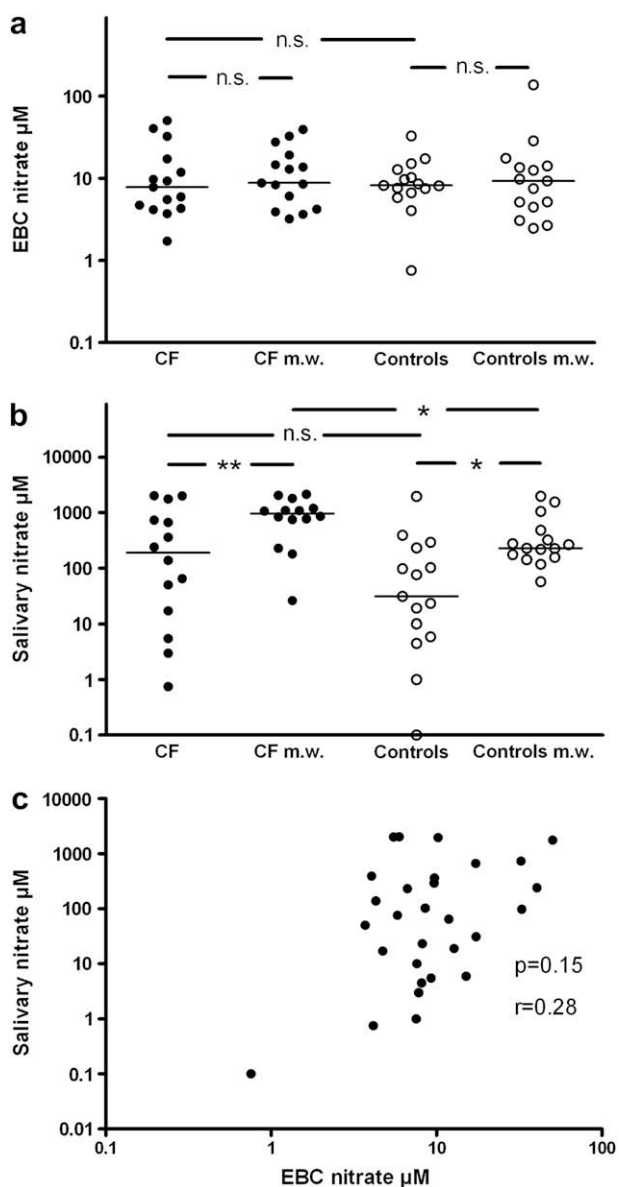 a
n.s.
n.s.
n.s.
100
10
1
0.1
EBC nitrate µM
CF
CF m.w.
Controls
Controls m.w.
b
*
n.s.
**
*
10000
1000
100
10
1
0.1
Salivary nitrate µM
CF
CF m.w.
Controls
Controls m.w.
c
10000
1000
100
10
1
0.1
0.01
Salivary nitrate µM
p=0.15
r=0.28
0.1
1
10
100
EBC nitrate µM